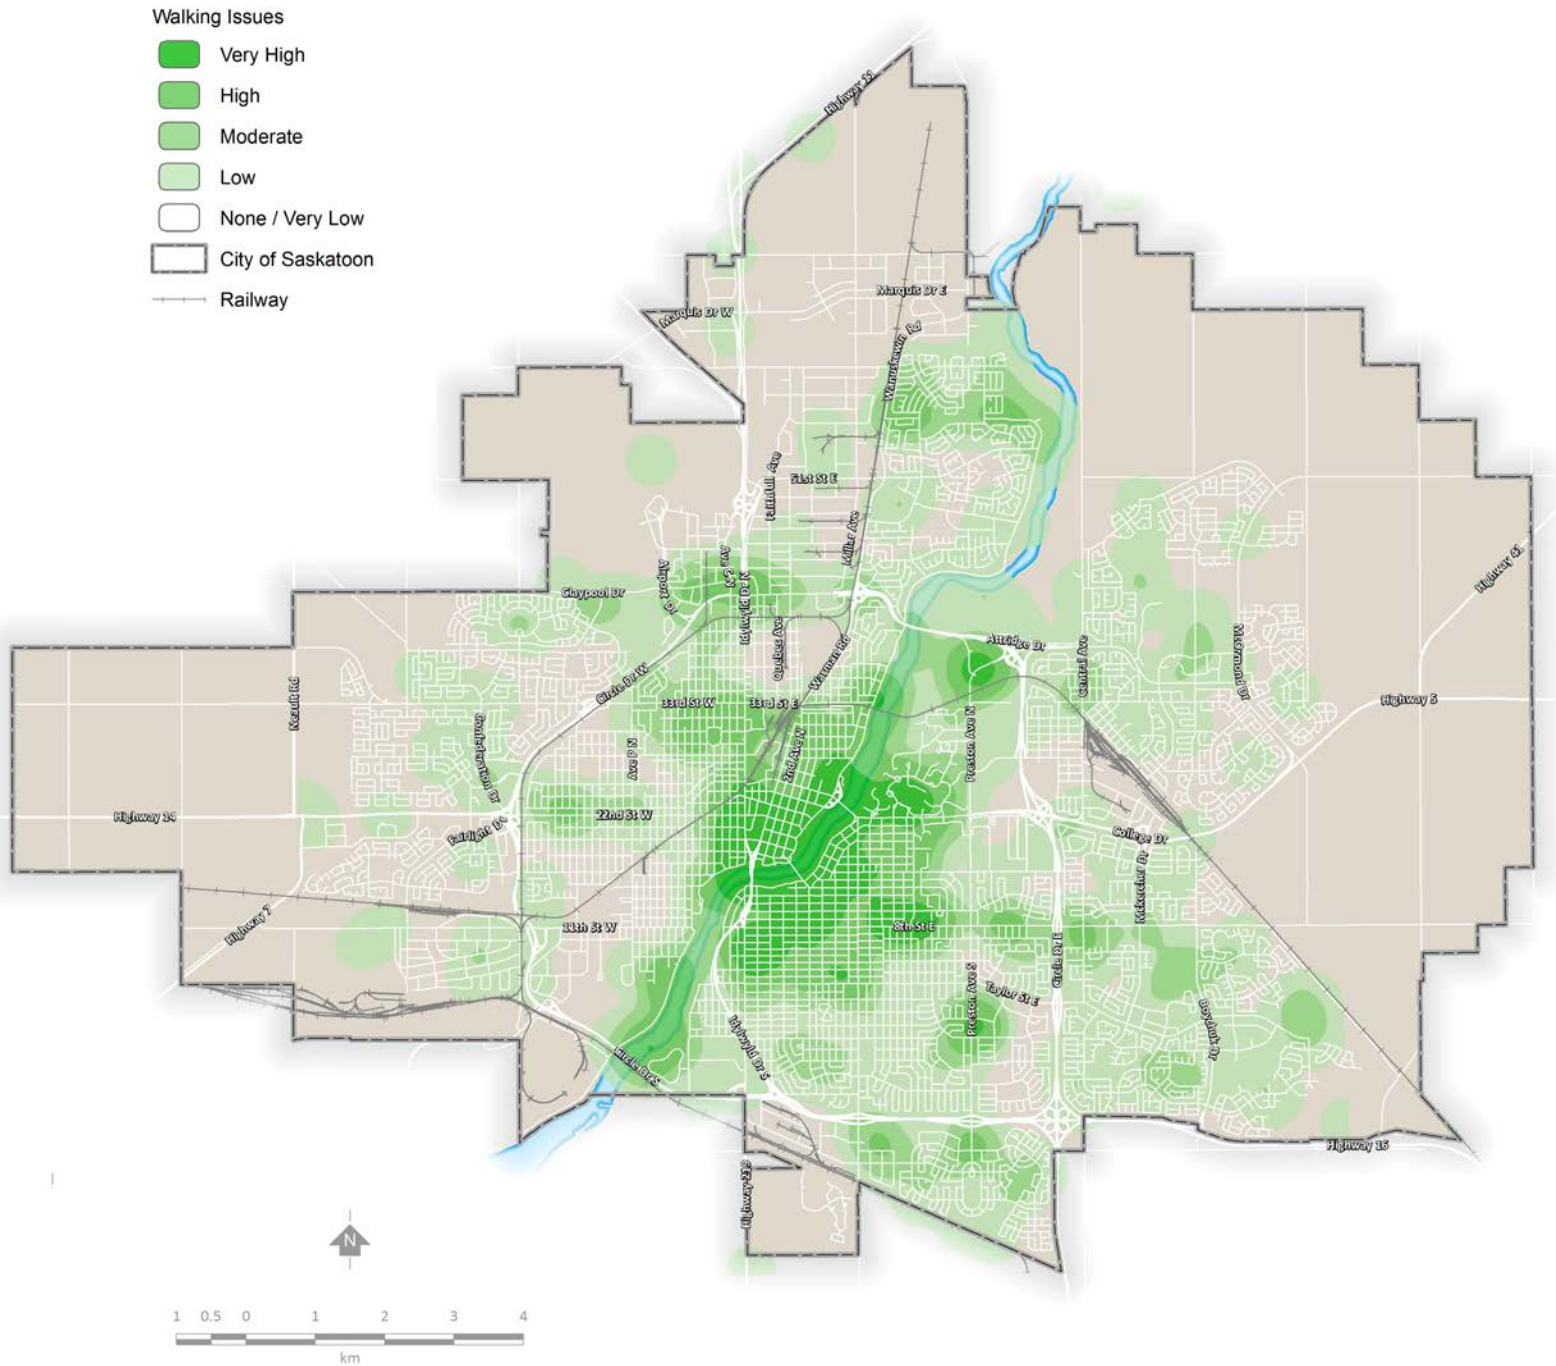 Walking Issues
Very High
High
Moderate
Low
None / Very Low
City of Saskatoon
Railway
Highway 11
Marquis Dr E
Marquis Dr W
Wanuskewin Rd
Faithfull Ave
51st St E
Millar Ave
Ave C N
Airport Dr
Claypool Dr
Idylwyld Dr N
Quebec Ave
Warman Rd
Attridge Dr
Central Ave
McOrmond Dr
Highway 41
Circle Dr W
33rd St W
33rd St E
Neault Rd
Highway 5
Confederation Dr
Ave P N
2nd Ave N
Preston Ave N
Highway 14
22nd St W
Fairlight Dr
College Dr
McKercher Dr
Highway 7
11th St W
8th St E
Circle Dr E
Preston Ave S
Taylor St E
Boychuk Dr
Idylwyld Dr S
Circle Dr S
Highway 16
Highway 219
N
1 0.5 0 1 2 3 4
km